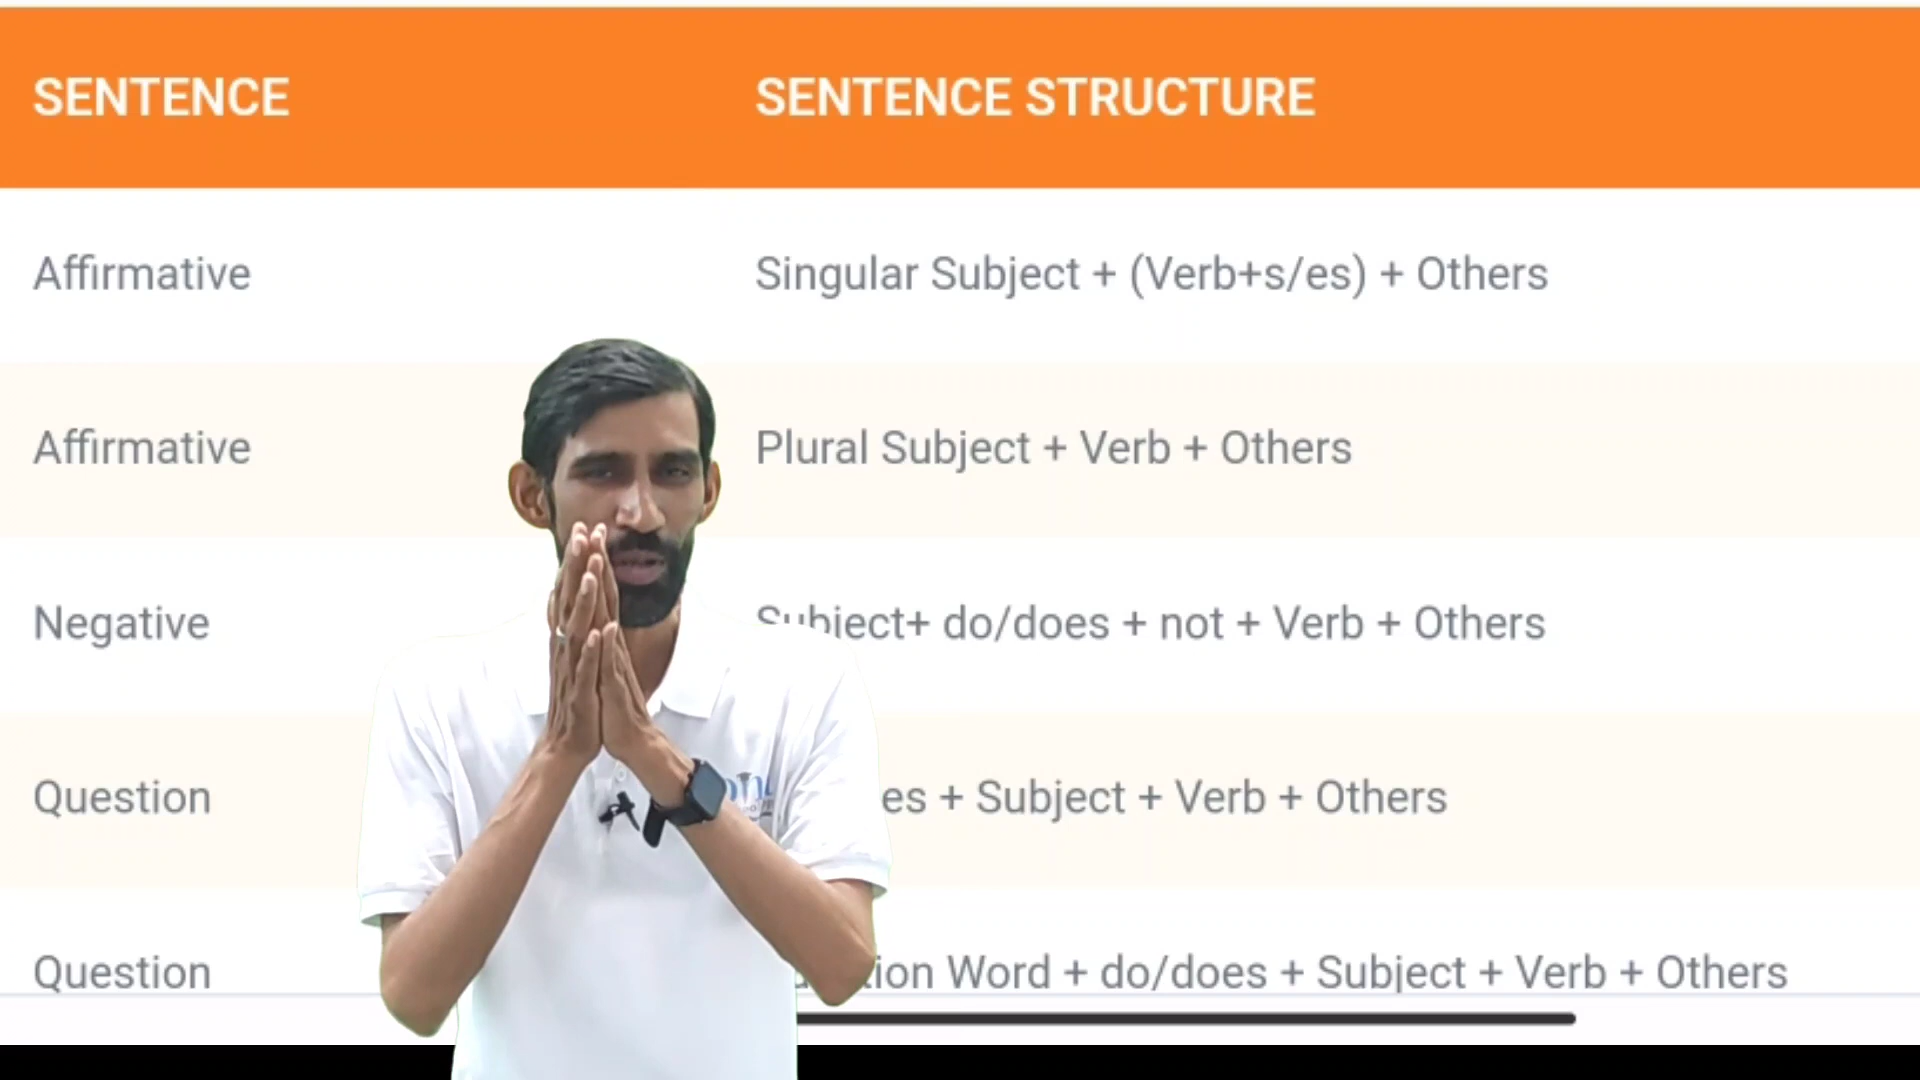 SENTENCE SENTENCE STRUCTURE
Affirmative Singular Subject + (Verb+s/es) + Others
Affirmative Plural Subject + Verb + Others
Negative Subject+ do/does + not + Verb + Others
Question es + Subject + Verb + Others
Question ion Word + do/does + Subject + Verb + Others